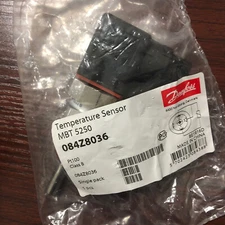 Temperature Sensor
MBT 5250
084Z8036
Danfoss
Pt100
Class B
084Z8036
Single pack